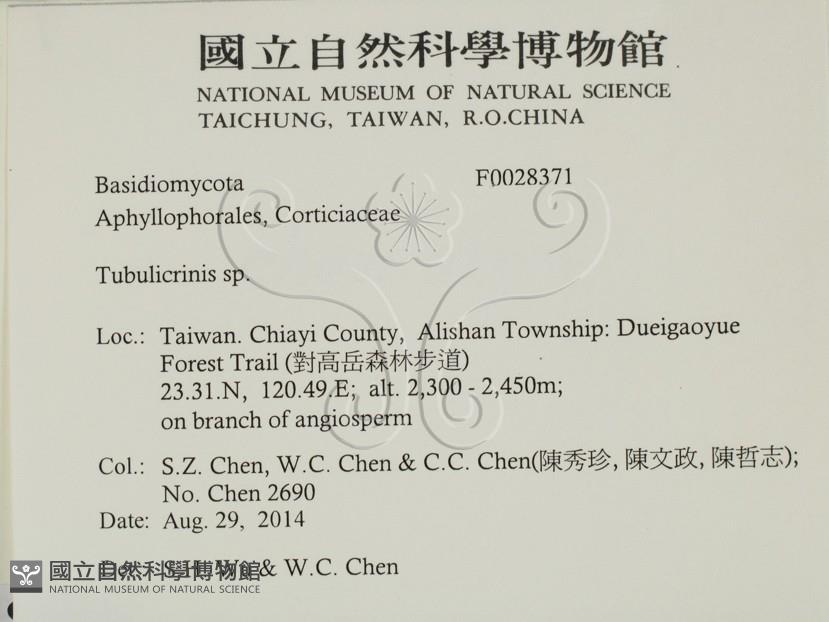 國立自然科學博物館
NATIONAL MUSEUM OF NATURAL SCIENCE
TAICHUNG, TAIWAN, R.O.CHINA
Basidiomycota F0028371
Aphyllophorales, Corticiaceae
Tubulicrinis sp.
Loc.: Taiwan. Chiayi County, Alishan Township: Dueigaoyue
Forest Trail (對高岳森林步道)
23.31.N, 120.49.E; alt. 2,300 - 2,450m;
on branch of angiosperm
Col.: S.Z. Chen, W.C. Chen & C.C. Chen(陳秀珍, 陳文政, 陳哲志);
No. Chen 2690
Date: Aug. 29, 2014
& W.C. Chen
國立自然科學博物館
NATIONAL MUSEUM OF NATURAL SCIENCE